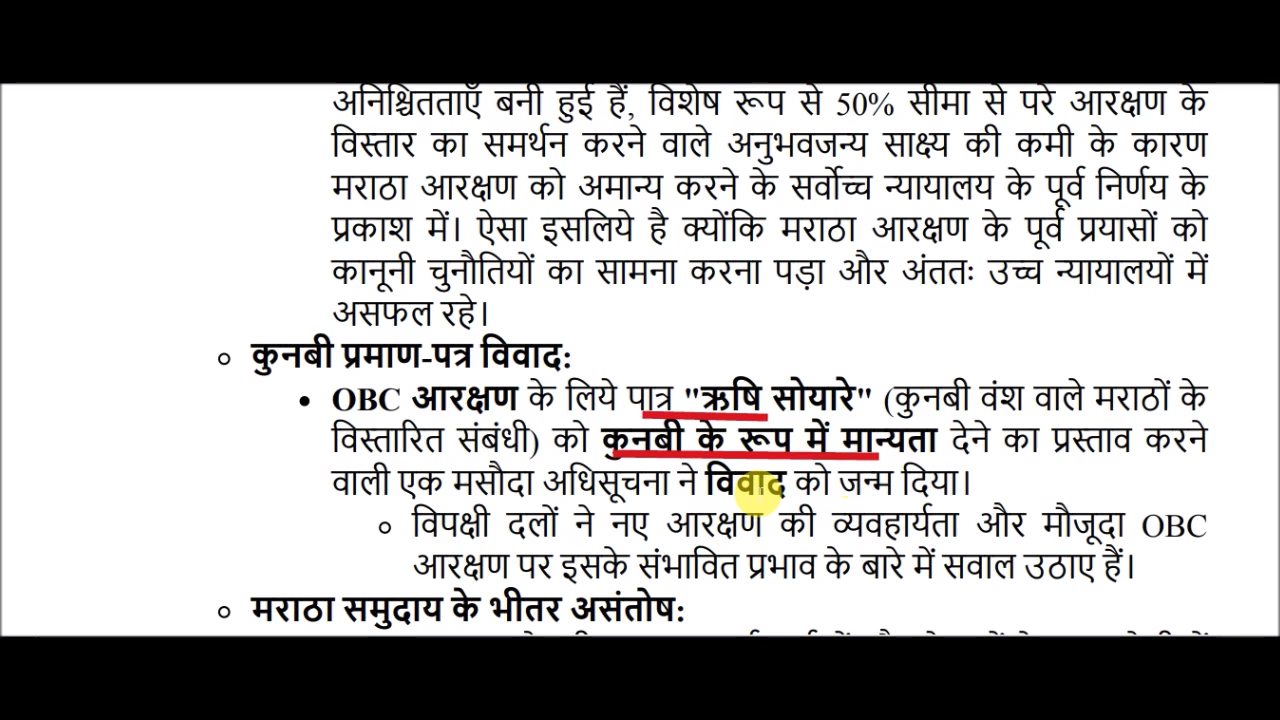 अनिश्चितताएँ बनी हुई हैं, विशेष रूप से 50% सीमा से परे आरक्षण के
विस्तार का समर्थन करने वाले अनुभवजन्य साक्ष्य की कमी के कारण
मराठा आरक्षण को अमान्य करने के सर्वोच्च न्यायालय के पूर्व निर्णय के
प्रकाश में। ऐसा इसलिये है क्योंकि मराठा आरक्षण के पूर्व प्रयासों को
कानूनी चुनौतियों का सामना करना पड़ा और अंततः उच्च न्यायालयों में
असफल रहे।
○ कुनबी प्रमाण-पत्र विवाद:
• OBC आरक्षण के लिये पात्र "ऋषि सोयारे" (कुनबी वंश वाले मराठों के
विस्तारित संबंधी) को कुनबी के रूप में मान्यता देने का प्रस्ताव करने
वाली एक मसौदा अधिसूचना ने विवाद को जन्म दिया।
○ विपक्षी दलों ने नए आरक्षण की व्यवहार्यता और मौजूदा OBC
आरक्षण पर इसके संभावित प्रभाव के बारे में सवाल उठाए हैं।
○ मराठा समुदाय के भीतर असंतोष: